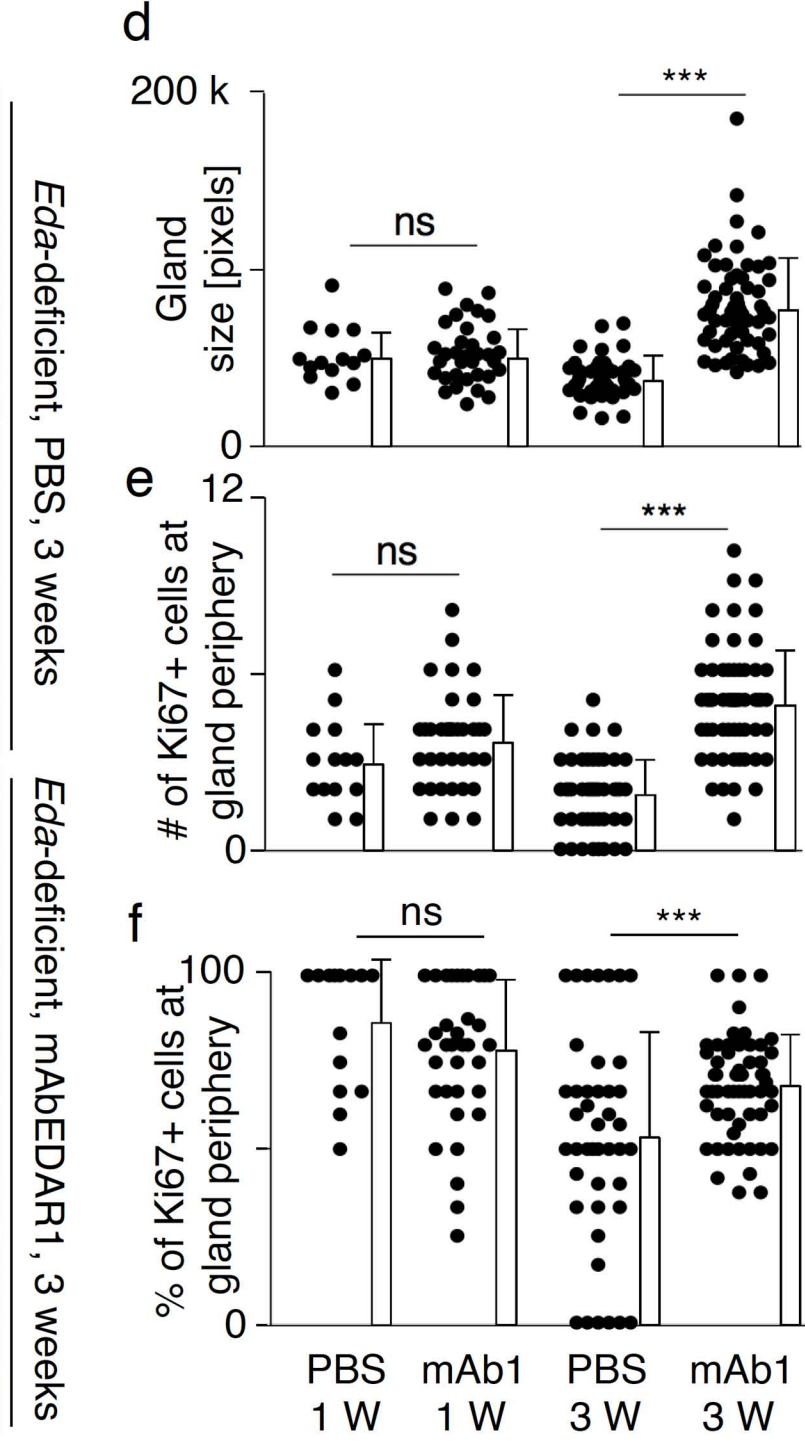 Eda-deficient, PBS, 3 weeks
Eda-deficient, mAbEDAR1, 3 weeks
d
200 k
Gland
size [pixels]
0
ns
***
e
12
# of Ki67+ cells at
gland periphery
0
ns
***
f
100
% of Ki67+ cells at
gland periphery
0
ns
***
PBS
1 W
mAb1
1 W
PBS
3 W
mAb1
3 W